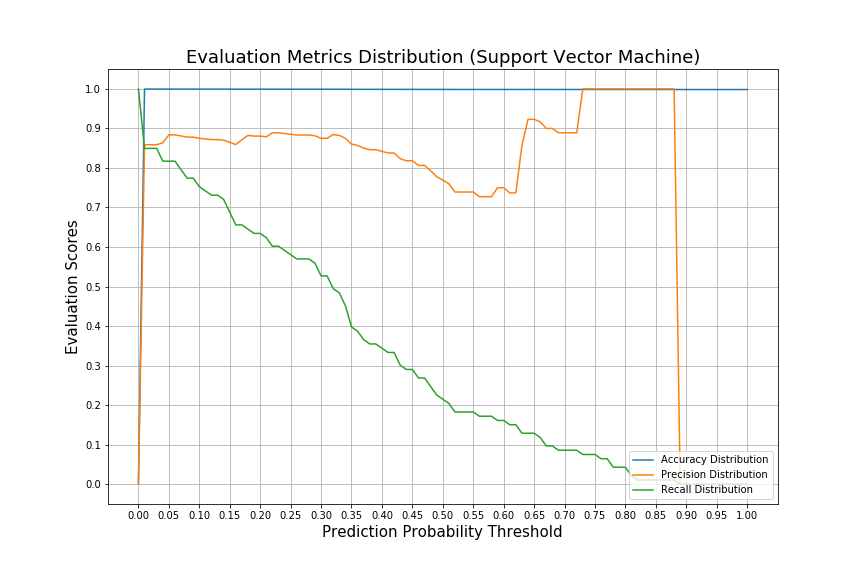 Evaluation Metrics Distribution (Support Vector Machine)
Evaluation Scores
1.0
0.9
0.8
0.7
0.6
0.5
0.4
0.3
0.2
0.1
0.0
Accuracy Distribution
Precision Distribution
Recall Distribution
0.00 0.05 0.10 0.15 0.20 0.25 0.30 0.35 0.40 0.45 0.50 0.55 0.60 0.65 0.70 0.75 0.80 0.85 0.90 0.95 1.00
Prediction Probability Threshold